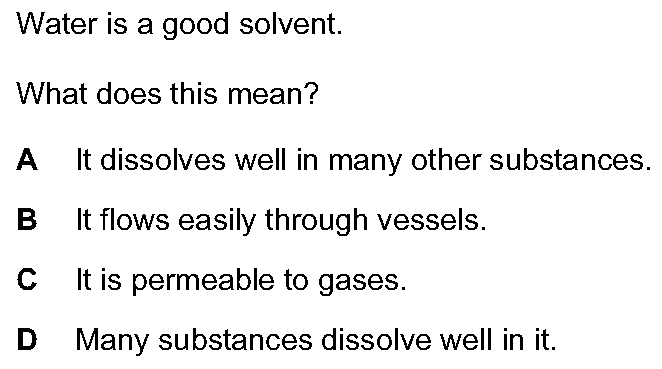 Water is a good solvent.
What does this mean?
A It dissolves well in many other substances.
B It flows easily through vessels.
C It is permeable to gases.
D Many substances dissolve well in it.